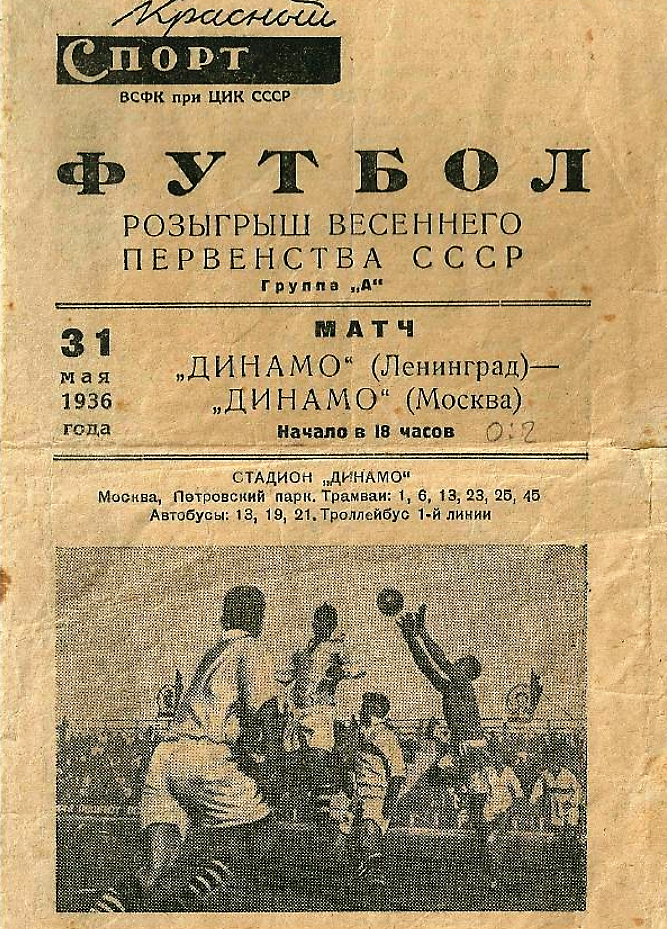 Красный
Спорт
ВСФК при ЦИК СССР
ФУТБОЛ
РОЗЫГРЫШ ВЕСЕННЕГО
ПЕРВЕНСТВА СССР
Группа „А“
31
мая
1936
года
МАТЧ
„ДИНАМО“ (Ленинград)—
„ДИНАМО“ (Москва)
Начало в 18 часов 0:2
СТАДИОН „ДИНАМО“
Москва, Петровский парк. Трамваи: 1, 6, 13, 23, 25, 45
Автобусы: 13, 19, 21. Троллейбус 1-й линии